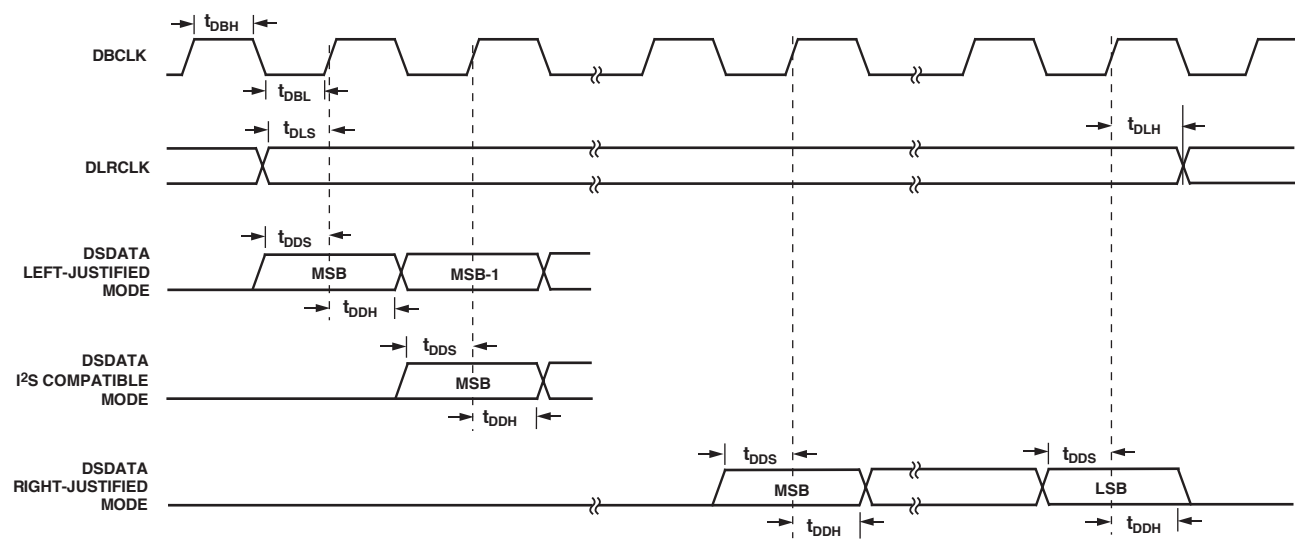 tDBH
DBCLK
tDBL
tDLS
tDLH
DLRCLK
tDDS
DSDATA
LEFT-JUSTIFIED
MODE
MSB
MSB-1
tDDH
DSDATA
I2S COMPATIBLE
MODE
tDDS
MSB
tDDH
DSDATA
RIGHT-JUSTIFIED
MODE
tDDS
tDDS
MSB
LSB
tDDH
tDDH